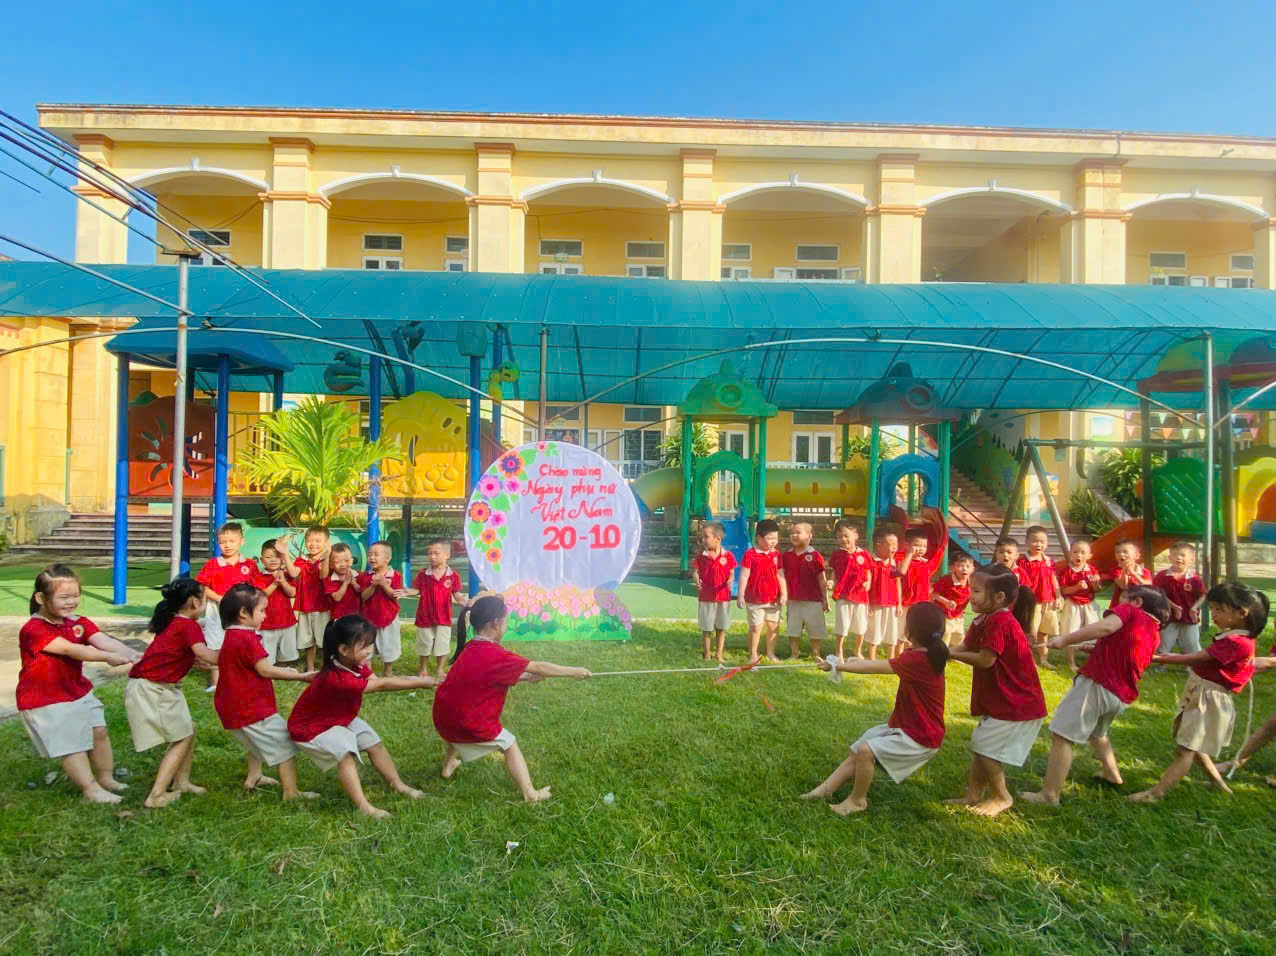 Chào mừng
Ngày phụ nữ
Việt Nam
20-10